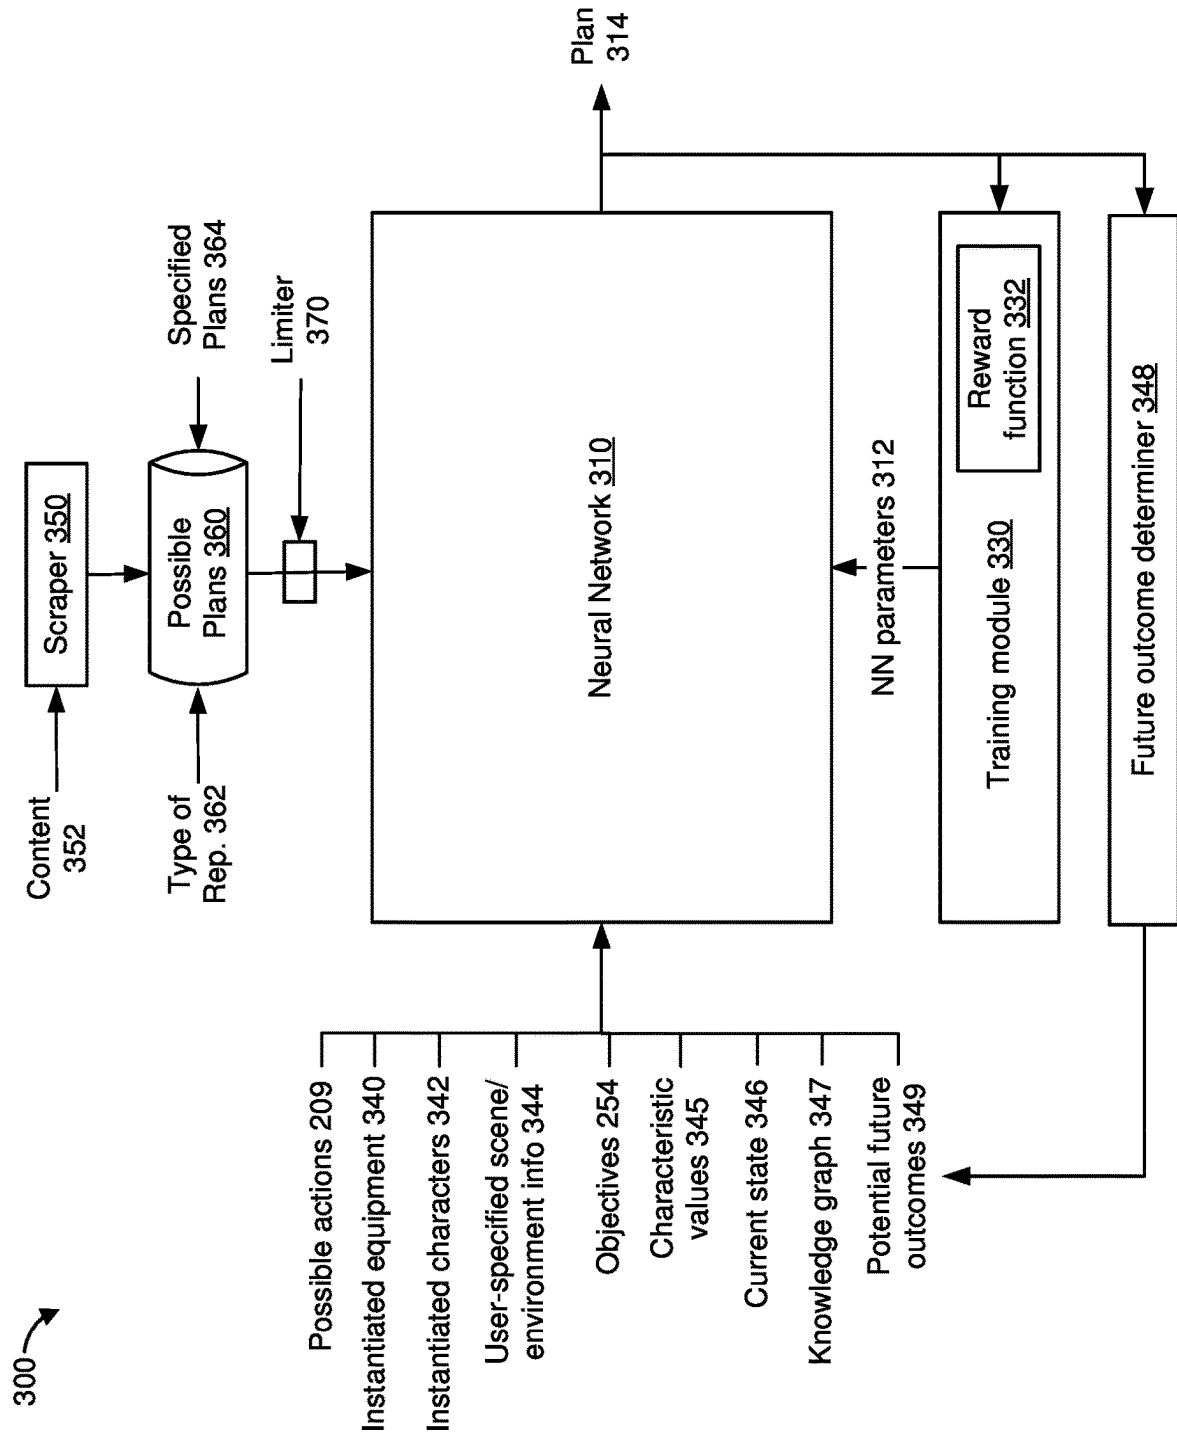 300
Content
352
Scraper 350
Type of
Rep. 362
Possible
Plans 360
Specified
Plans 364
Limiter
370
Possible actions 209
Instantiated equipment 340
Instantiated characters 342
User-specified scene/
environment info 344
Objectives 254
Characteristic
values 345
Current state 346
Knowledge graph 347
Potential future
outcomes 349
Neural Network 310
Plan
314
NN parameters 312
Training module 330
Reward
function 332
Future outcome determiner 348